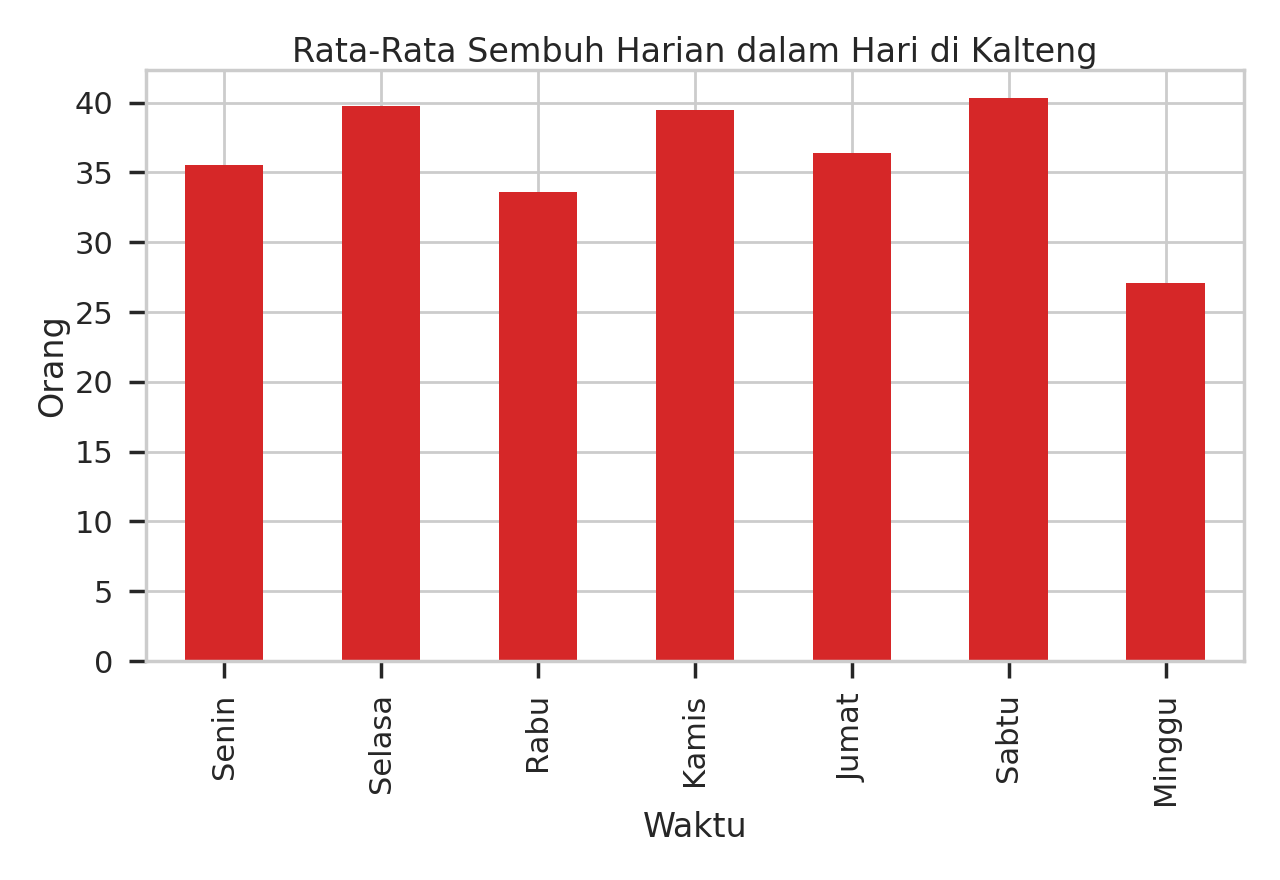 Rata-Rata Sembuh Harian dalam Hari di Kalteng
Orang
40
35
30
25
20
15
10
5
0
Senin
Selasa
Rabu
Kamis
Jumat
Sabtu
Minggu
Waktu